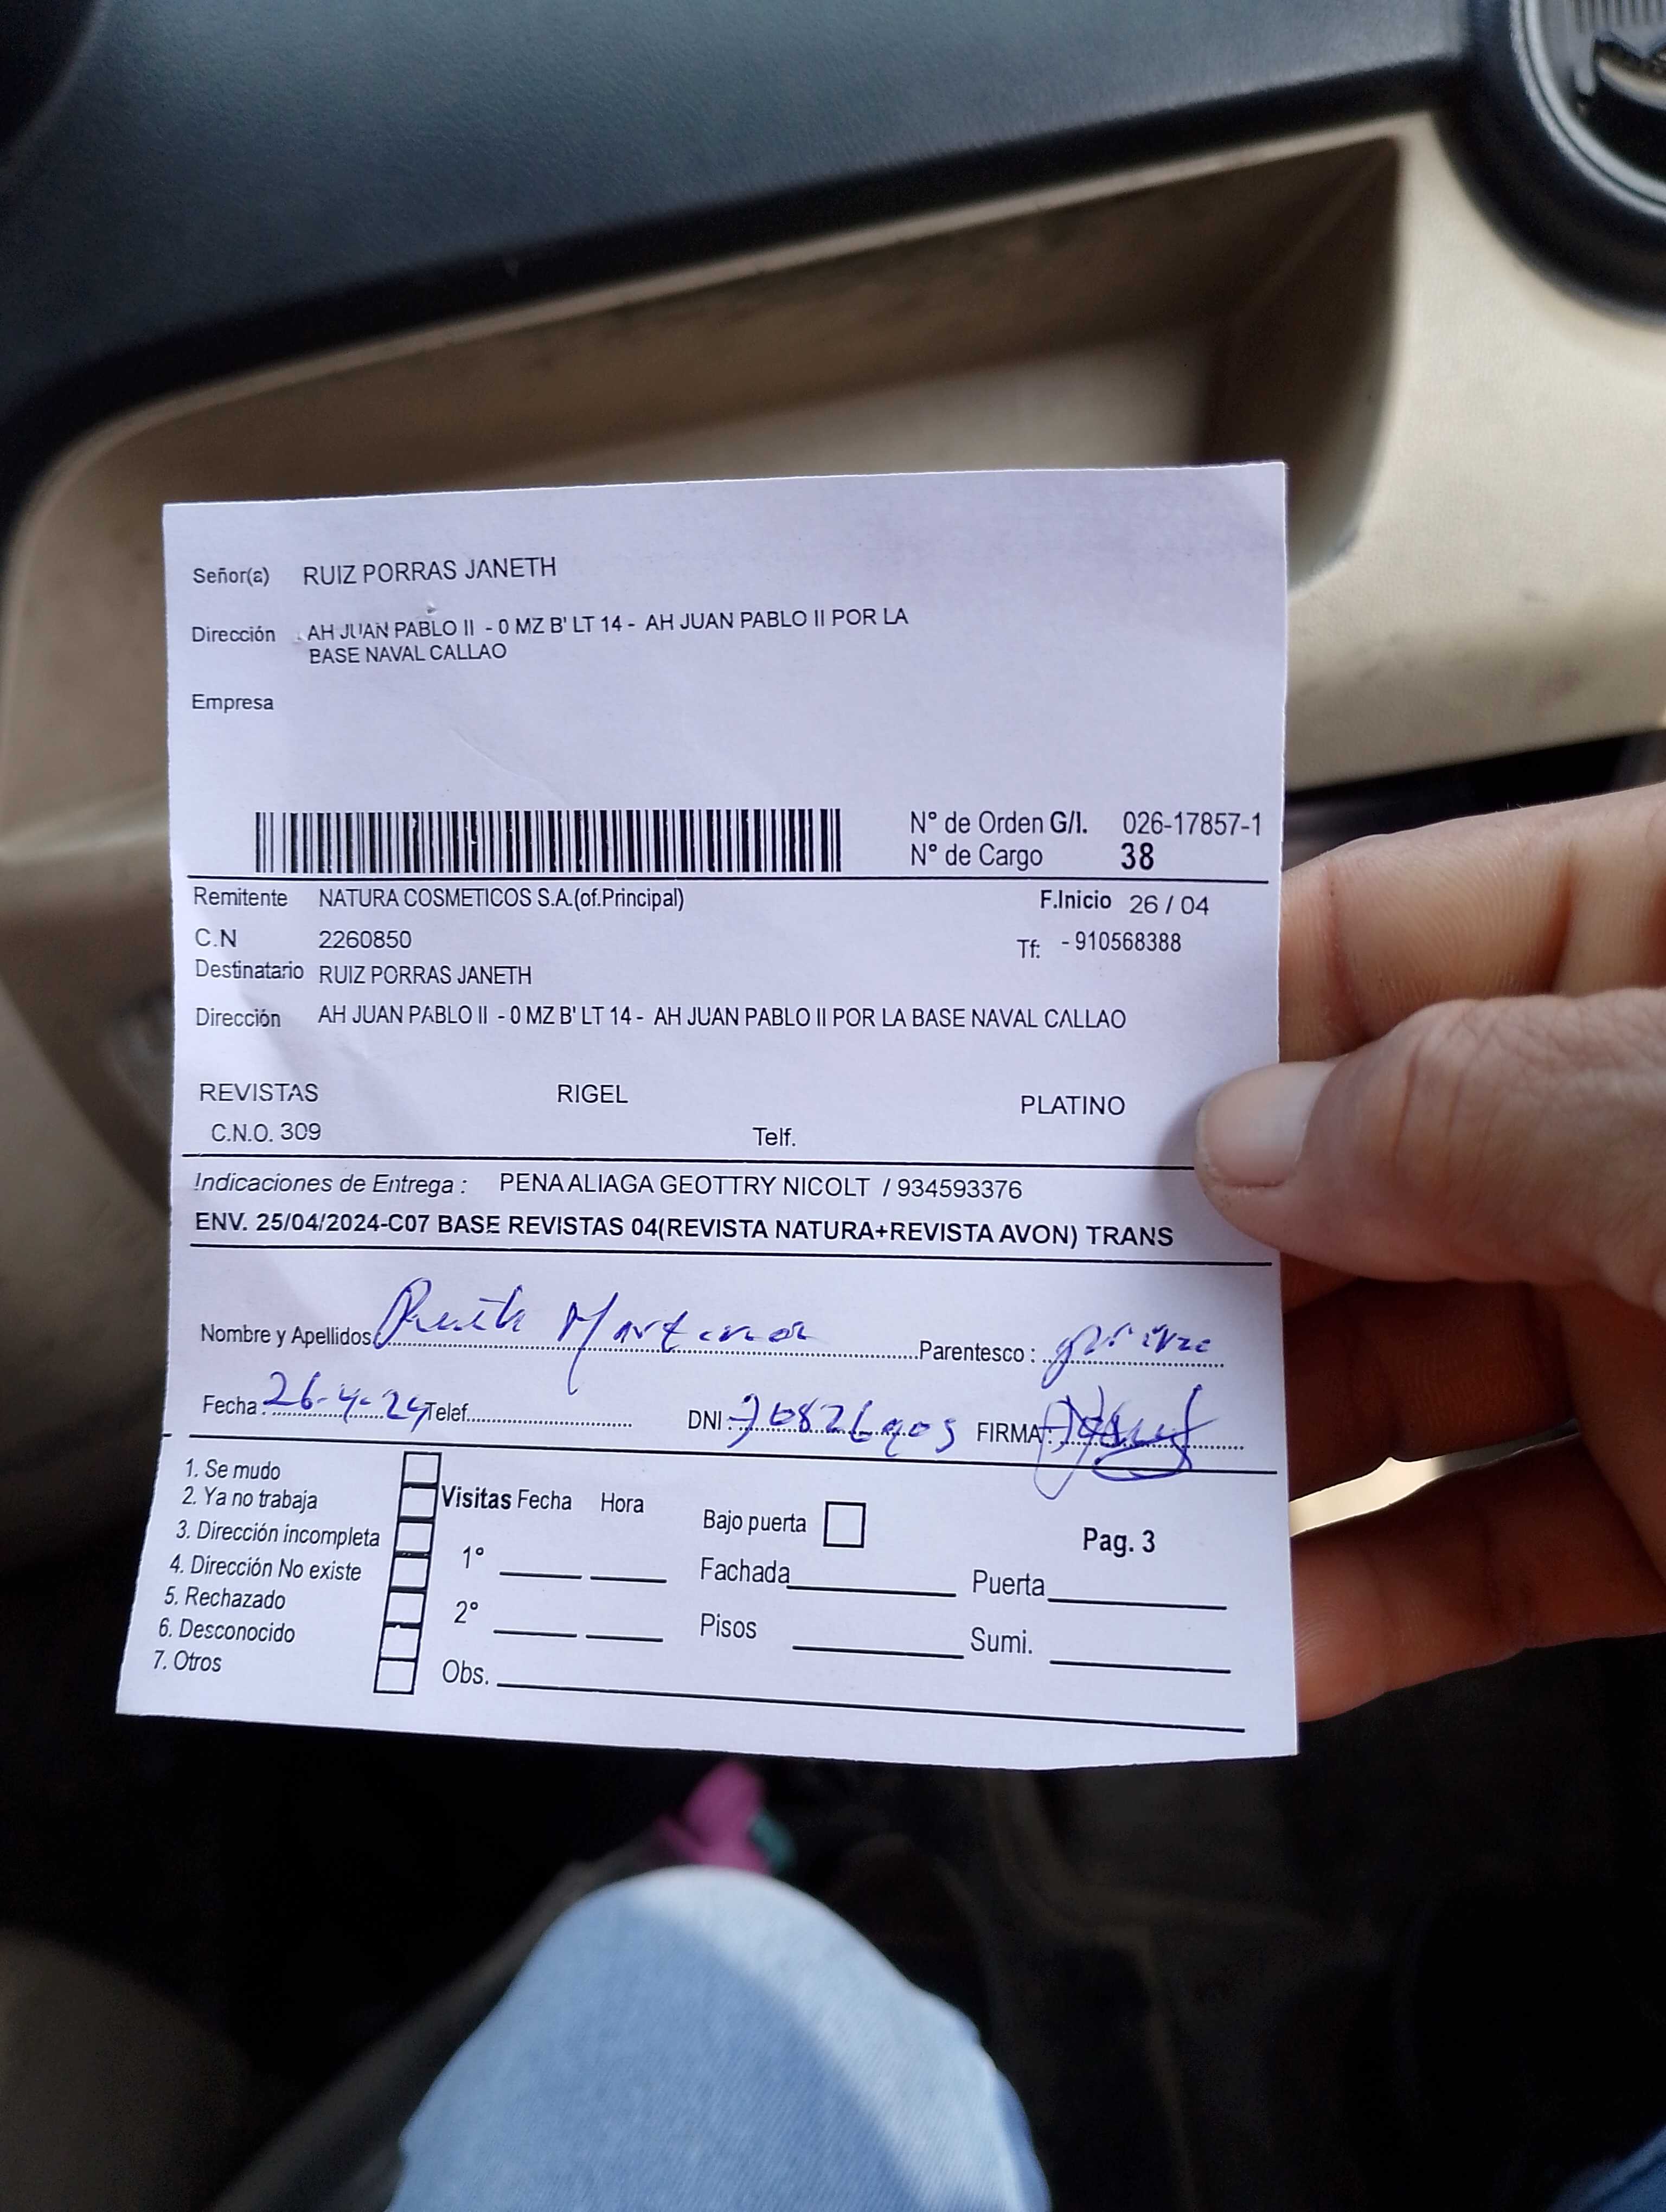 Señor(a) RUIZ PORRAS JANETH
Dirección AH JUAN PABLO II - 0 MZ B' LT 14 - AH JUAN PABLO II POR LA
BASE NAVAL CALLAO
Empresa
N° de Orden G/I. 026-17857-1
N° de Cargo 38
Remitente NATURA COSMETICOS S.A.(of.Principal) F.Inicio 26 / 04
C.N 2260850 Tf: - 910568388
Destinatario RUIZ PORRAS JANETH
Dirección AH JUAN PABLO II - 0 MZ B' LT 14 - AH JUAN PABLO II POR LA BASE NAVAL CALLAO
REVISTAS RIGEL PLATINO
C.N.O. 309 Telf.
Indicaciones de Entrega : PENA ALIAGA GEOTTRY NICOLT / 934593376
ENV. 25/04/2024-C07 BASE REVISTAS 04(REVISTA NATURA+REVISTA AVON) TRANS
Nombre y Apellidos Parentesco :
Fecha : 26-4-24 Telef. DNI : FIRMA :
1. Se mudo
2. Ya no trabaja
3. Dirección incompleta
4. Dirección No existe
5. Rechazado
6. Desconocido
7. Otros
Visitas Fecha Hora
1°
2°
Obs.
Bajo puerta Pag. 3
Fachada Puerta
Pisos Sumi.